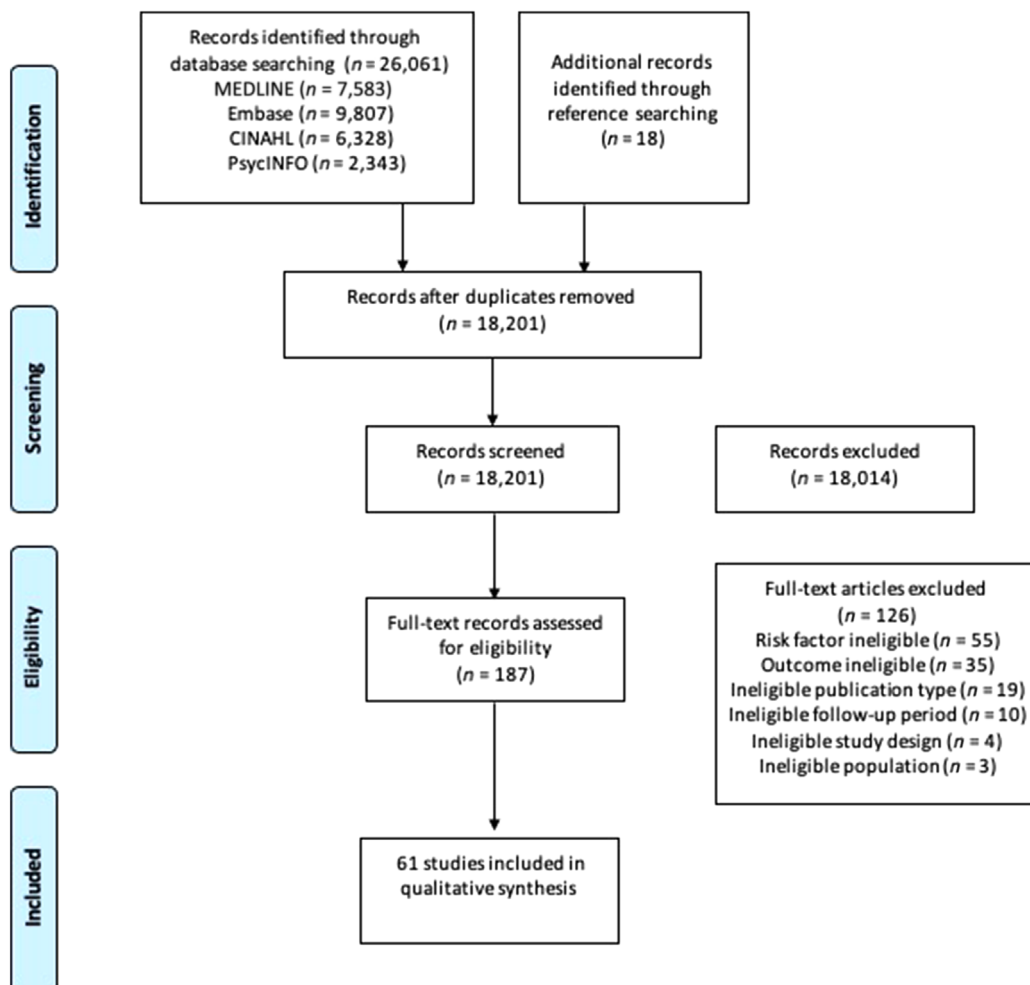 Identification
Records identified through
database searching (n = 26,061)
MEDLINE (n = 7,583)
Embase (n = 9,807)
CINAHL (n = 6,328)
PsycINFO (n = 2,343)
Additional records
identified through
reference searching
(n = 18)
Records after duplicates removed
(n = 18,201)
Screening
Records screened
(n = 18,201)
Records excluded
(n = 18,014)
Eligibility
Full-text records assessed
for eligibility
(n = 187)
Full-text articles excluded
(n = 126)
Risk factor ineligible (n = 55)
Outcome ineligible (n = 35)
Ineligible publication type (n = 19)
Ineligible follow-up period (n = 10)
Ineligible study design (n = 4)
Ineligible population (n = 3)
Included
61 studies included in
qualitative synthesis